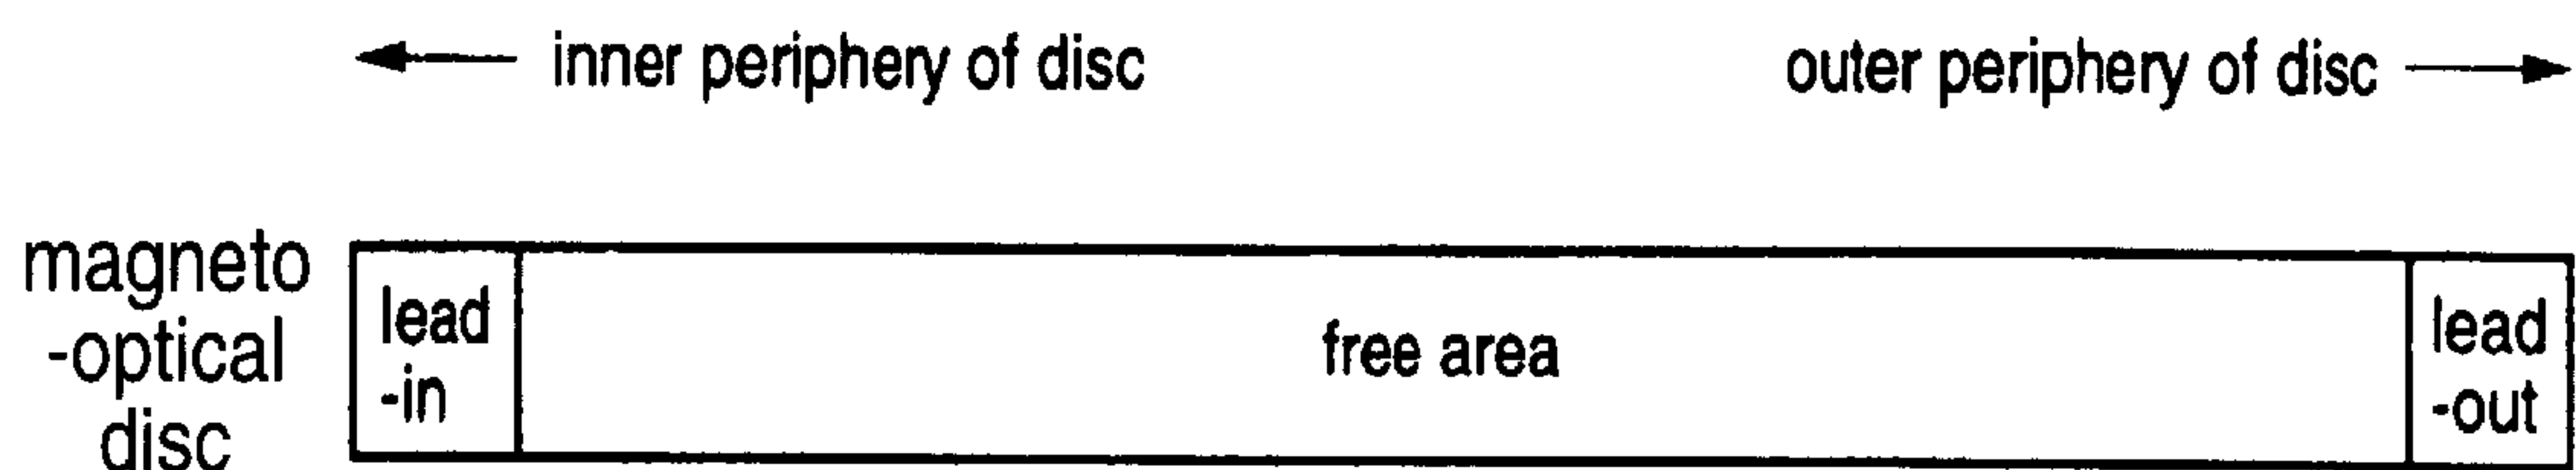 inner periphery of disc
outer periphery of disc
magneto
-optical
disc
lead
-in
free area
lead
-out